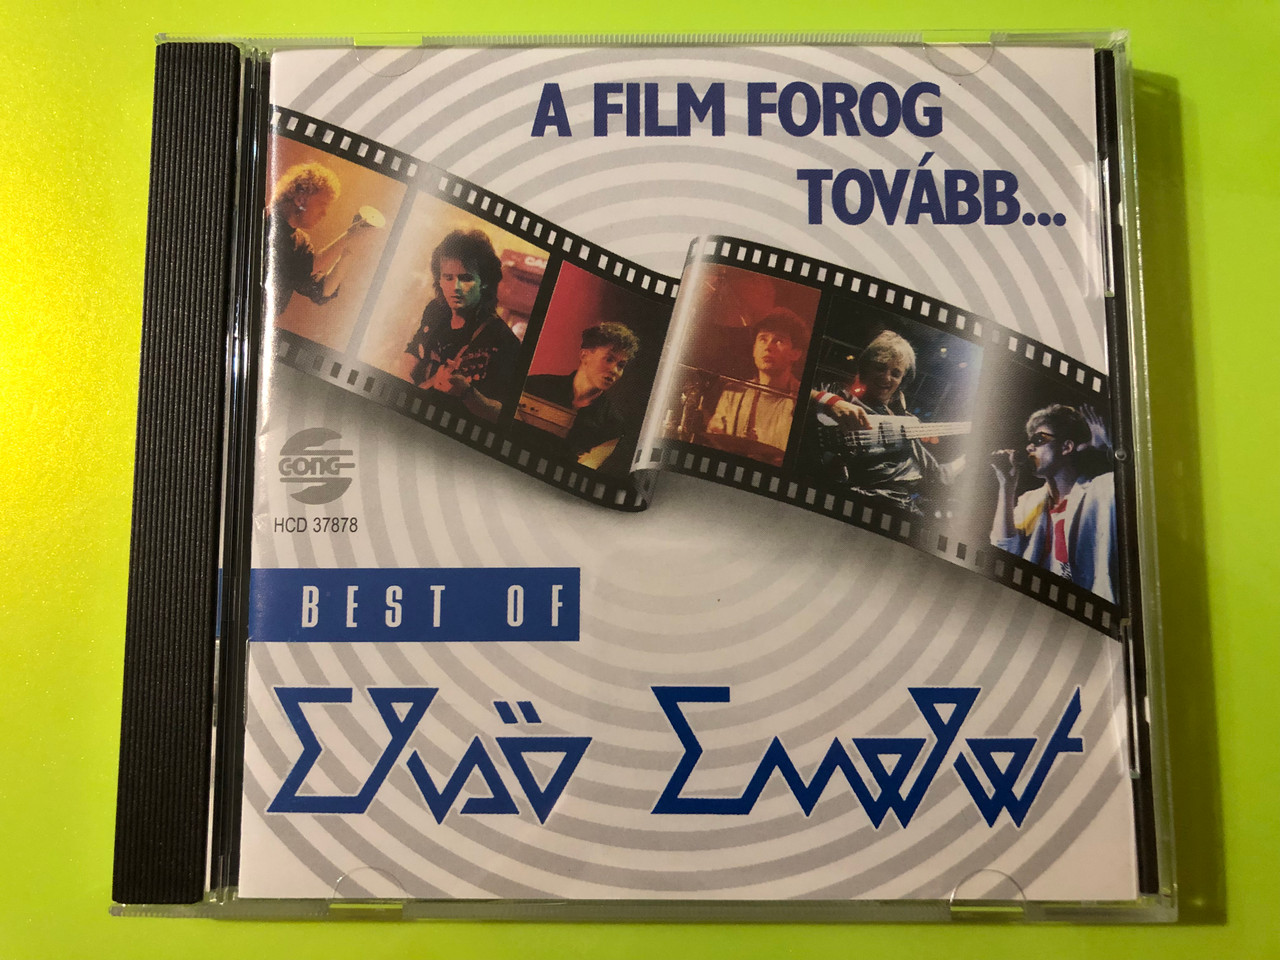 A FILM FOROG
TOVÁBB...
GONG
HCD 37878
BEST OF
Első Emelet